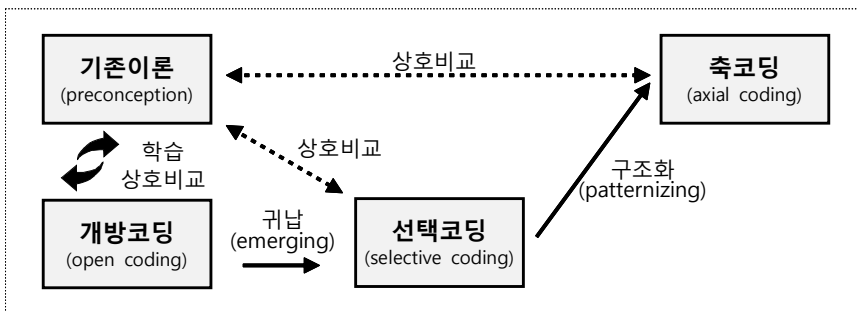 기존이론
(preconception)
상호비교
축코딩
(axial coding)
학습
상호비교
상호비교
구조화
(patternizing)
개방코딩
(open coding)
귀납
(emerging)
선택코딩
(selective coding)